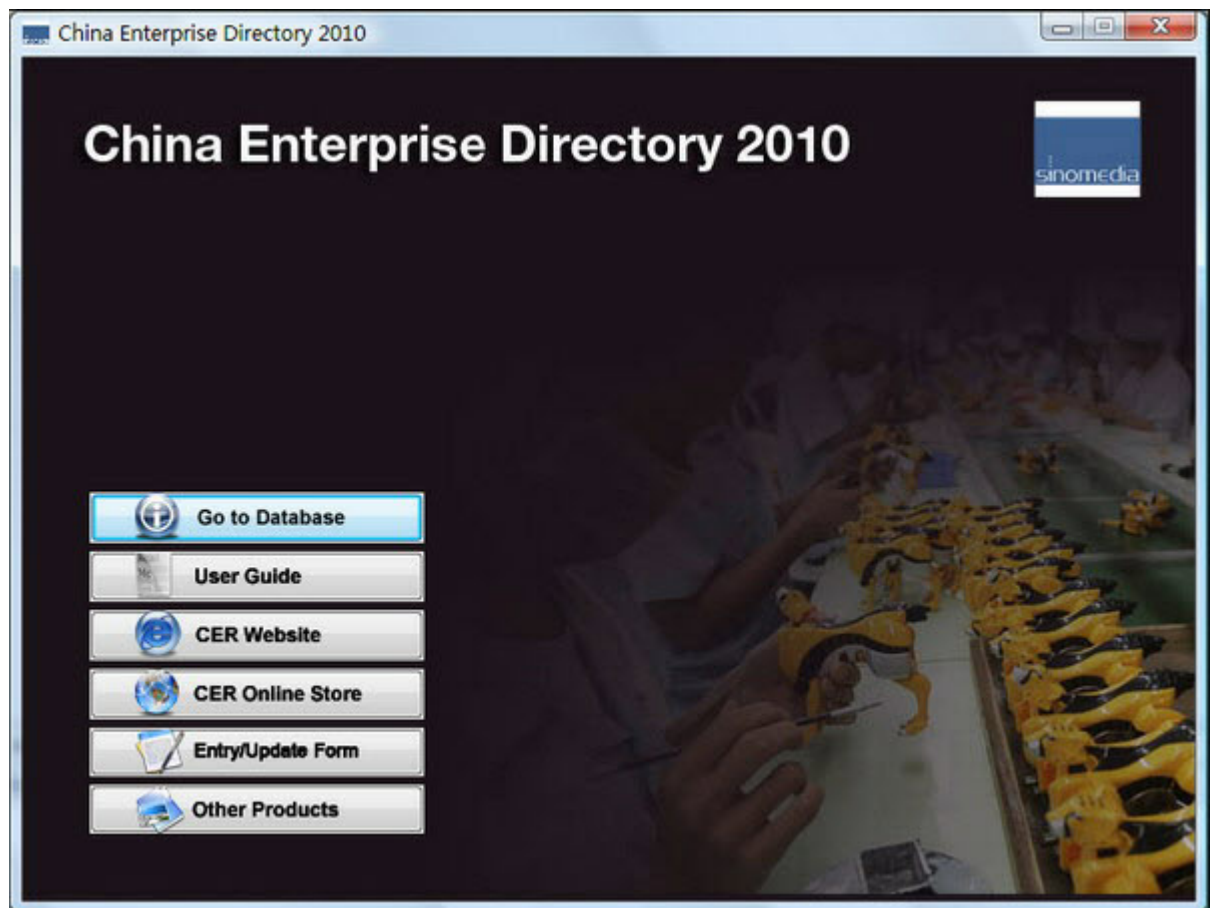 China Enterprise Directory 2010
China Enterprise Directory 2010
sinomedia
Go to Database
User Guide
CER Website
CER Online Store
Entry/Update Form
Other Products